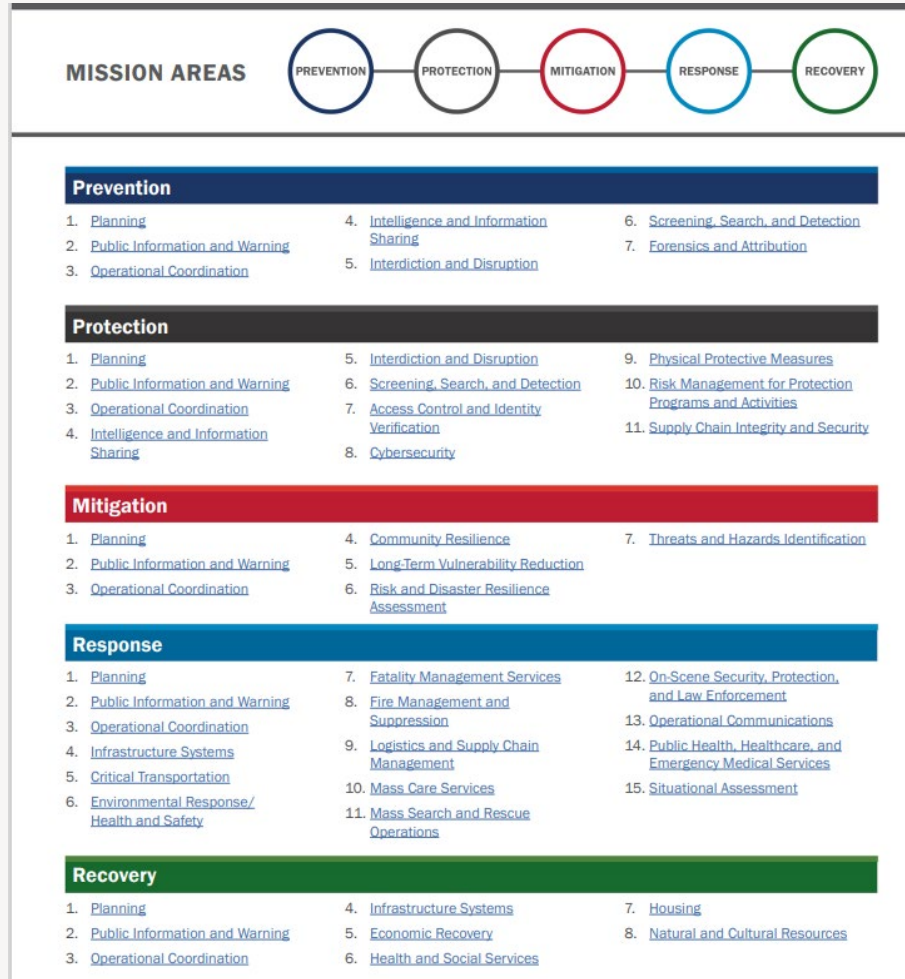 MISSION AREAS
PREVENTION
PROTECTION
MITIGATION
RESPONSE
RECOVERY
Prevention
1. Planning
2. Public Information and Warning
3. Operational Coordination
4. Intelligence and Information
Sharing
5. Interdiction and Disruption
6. Screening, Search, and Detection
7. Forensics and Attribution
Protection
1. Planning
2. Public Information and Warning
3. Operational Coordination
4. Intelligence and Information
Sharing
5. Interdiction and Disruption
6. Screening, Search, and Detection
7. Access Control and Identity
Verification
8. Cybersecurity
9. Physical Protective Measures
10. Risk Management for Protection
Programs and Activities
11. Supply Chain Integrity and Security
Mitigation
1. Planning
2. Public Information and Warning
3. Operational Coordination
4. Community Resilience
5. Long-Term Vulnerability Reduction
6. Risk and Disaster Resilience
Assessment
7. Threats and Hazards Identification
Response
1. Planning
2. Public Information and Warning
3. Operational Coordination
4. Infrastructure Systems
5. Critical Transportation
6. Environmental Response/
Health and Safety
7. Fatality Management Services
8. Fire Management and
Suppression
9. Logistics and Supply Chain
Management
10. Mass Care Services
11. Mass Search and Rescue
Operations
12. On-Scene Security, Protection,
and Law Enforcement
13. Operational Communications
14. Public Health, Healthcare, and
Emergency Medical Services
15. Situational Assessment
Recovery
1. Planning
2. Public Information and Warning
3. Operational Coordination
4. Infrastructure Systems
5. Economic Recovery
6. Health and Social Services
7. Housing
8. Natural and Cultural Resources